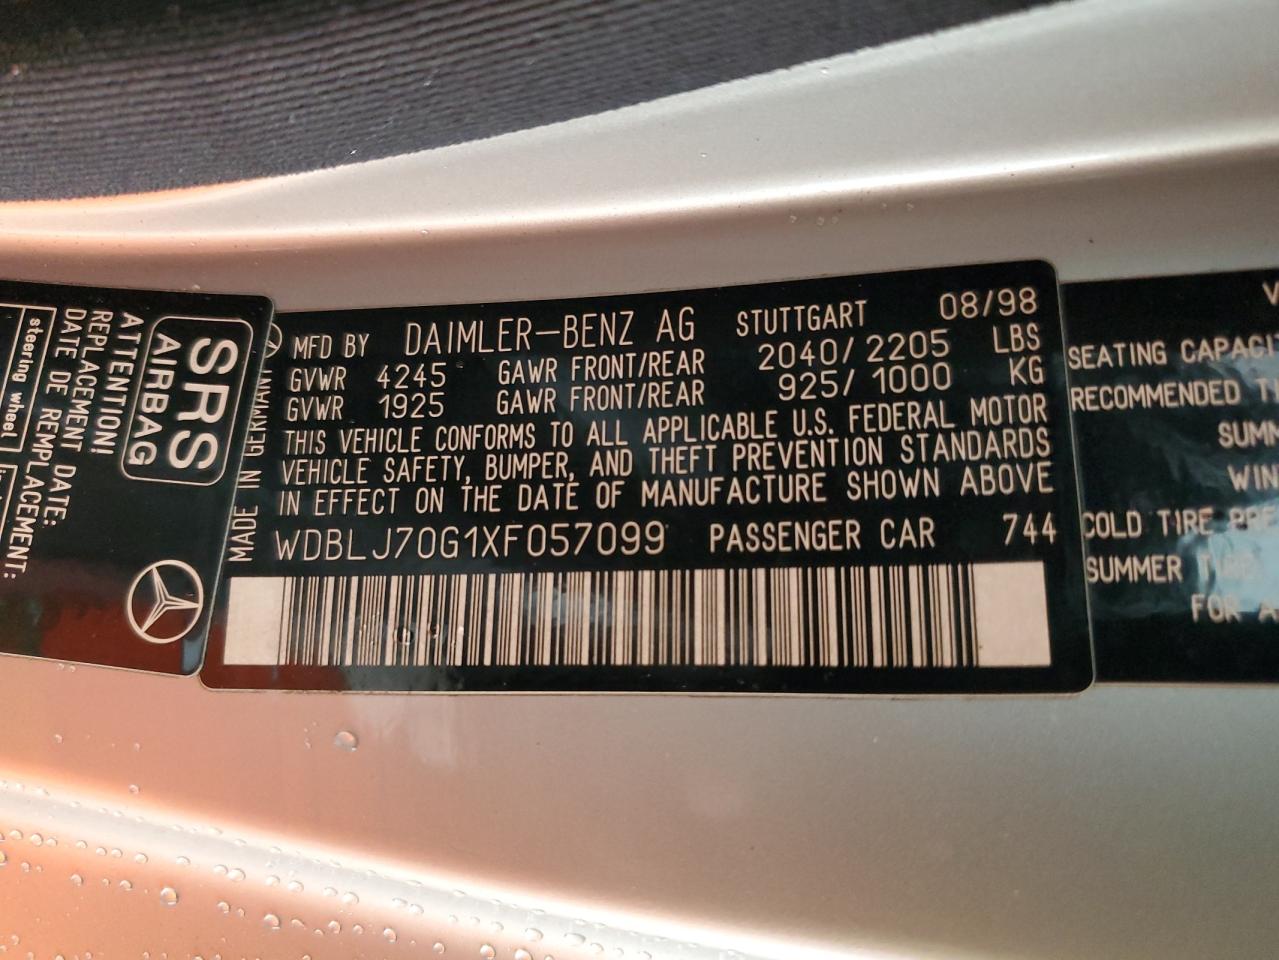 steering wheel
DATE DE REMPLACEMENT:
REPLACEMENT DATE:
ATTENTION!
SRS
AIRBAG
MADE IN GERMANY
MFD BY DAIMLER-BENZ AG STUTTGART 08/98
GVWR 4245 GAWR FRONT/REAR 2040/2205 LBS
GVWR 1925 GAWR FRONT/REAR 925/1000 KG
THIS VEHICLE CONFORMS TO ALL APPLICABLE U.S. FEDERAL MOTOR
VEHICLE SAFETY, BUMPER, AND THEFT PREVENTION STANDARDS
IN EFFECT ON THE DATE OF MANUFACTURE SHOWN ABOVE
WDBLJ70G1XF057099 PASSENGER CAR 744
V
SEATING CAPACI
RECOMMENDED T
SUMM
WIN
COLD TIRE PRE
SUMMER
FOR A